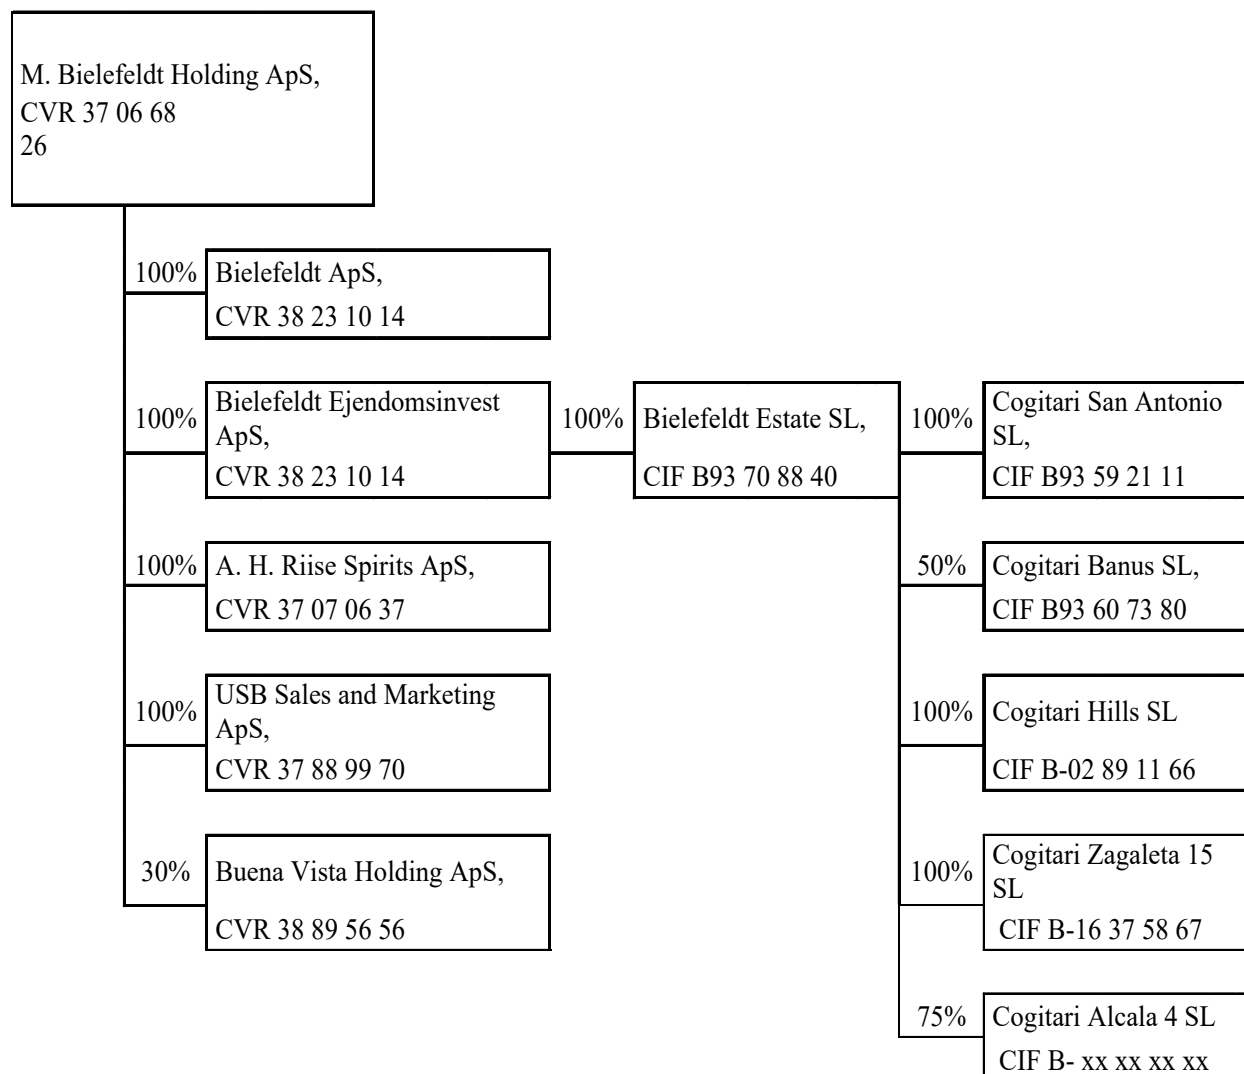 M. Bielefeldt Holding ApS,
CVR 37 06 68
26
100%
Bielefeldt ApS,
CVR 38 23 10 14
100%
Bielefeldt Ejendomsinvest
ApS,
CVR 38 23 10 14
100%
Bielefeldt Estate SL,
CIF B93 70 88 40
100%
Cogitari San Antonio
SL,
CIF B93 59 21 11
100%
A. H. Riise Spirits ApS,
CVR 37 07 06 37
50%
Cogitari Banus SL,
CIF B93 60 73 80
100%
USB Sales and Marketing
ApS,
CVR 37 88 99 70
100%
Cogitari Hills SL
CIF B-02 89 11 66
30%
Buena Vista Holding ApS,
CVR 38 89 56 56
100%
Cogitari Zagaleta 15
SL
CIF B-16 37 58 67
75%
Cogitari Alcala 4 SL
CIF B- xx xx xx xx